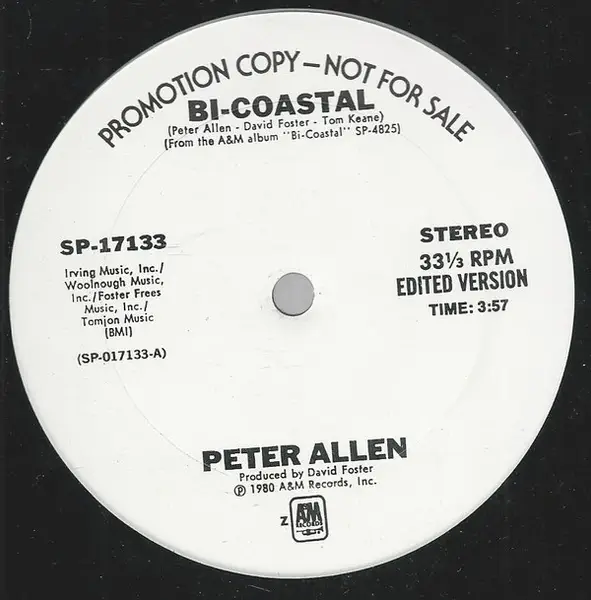 PROMOTION COPY—NOT FOR SALE
BI-COASTAL
(Peter Allen - David Foster - Tom Keane)
(From the A&M album "Bi-Coastal" SP-4825)
SP-17133
Irving Music, Inc./
Woolnough Music,
Inc./Foster Frees
Music, Inc./
Tomjon Music
(BMI)
(SP-017133-A)
STEREO
33⅓ RPM
EDITED VERSION
TIME: 3:57
PETER ALLEN
Produced by David Foster
℗ 1980 A&M Records, Inc.
Z
A&M
RECORDS